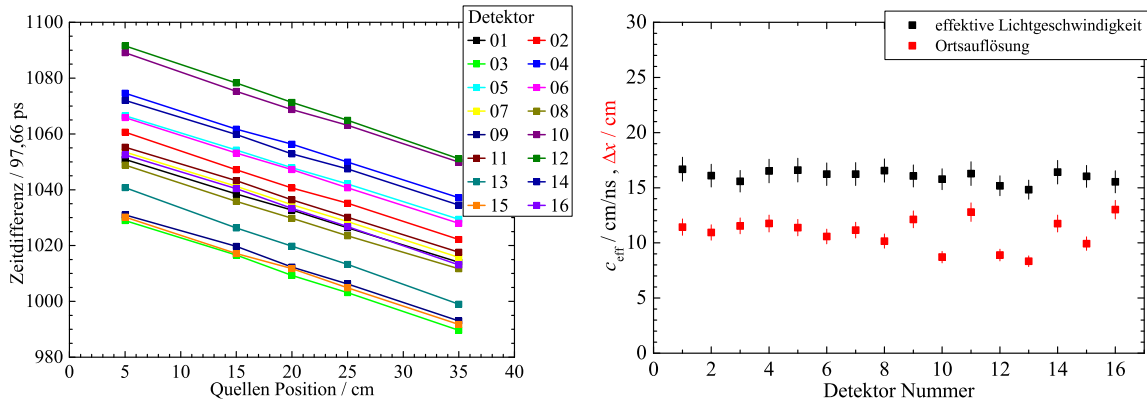 1100
1080
1060
1040
1020
1000
980
Zeitdifferenz / 97,66 ps
0 5 10 15 20 25 30 35 40
Quellen Position / cm
Detektor
01 02
03 04
05 06
07 08
09 10
11 12
13 14
15 16
30
25
20
15
10
5
0
c_eff / cm/ns , Δx / cm
0 2 4 6 8 10 12 14 16
Detektor Nummer
effektive Lichtgeschwindigkeit
Ortsauflösung